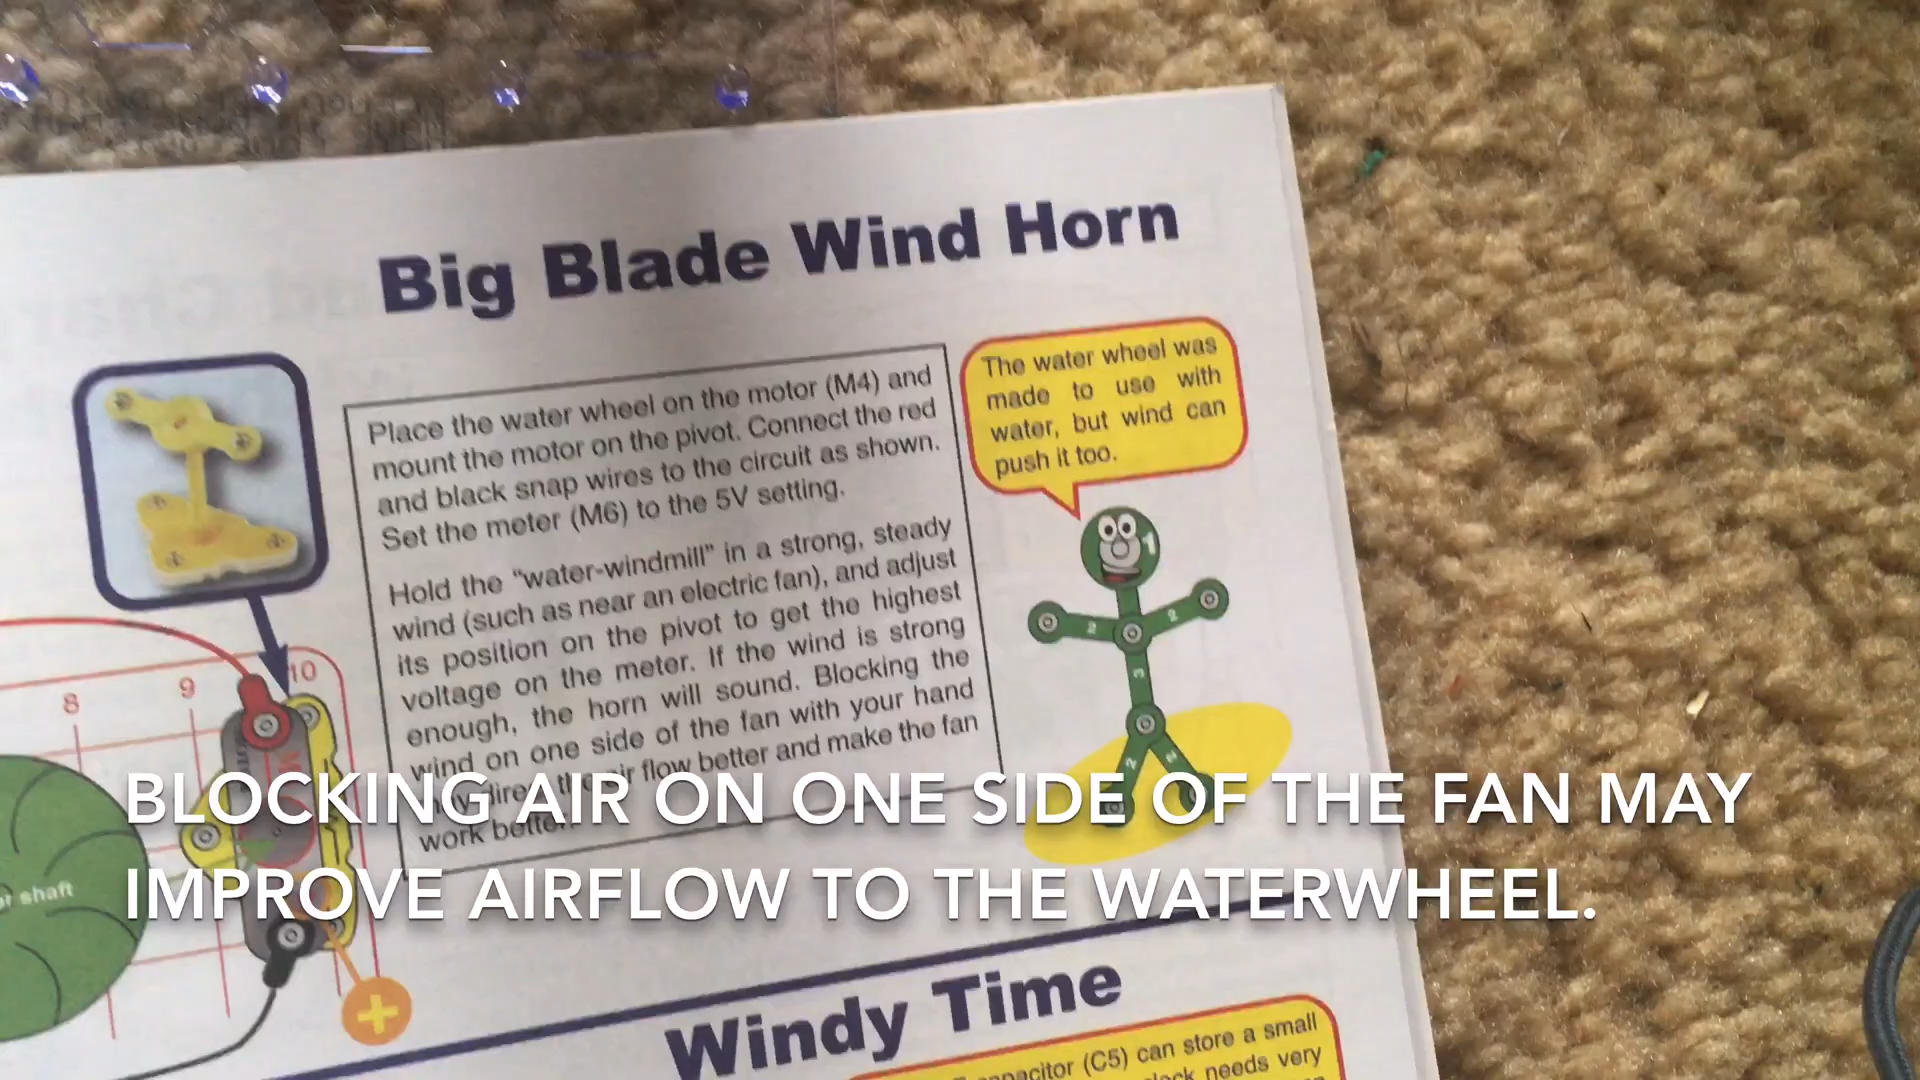 Big Blade Wind Horn
Place the water wheel on the motor (M4) and
mount the motor on the pivot. Connect the red
and black snap wires to the circuit as shown.
Set the meter (M6) to the 5V setting.
Hold the “water-windmill” in a strong, steady
wind (such as near an electric fan), and adjust
its position on the pivot to get the highest
voltage on the meter. If the wind is strong
enough, the horn will sound. Blocking the
wind on one side of the fan with your hand
air flow better and make the fan
work better.
The water wheel was
made to use with
water, but wind can
push it too.
1
2 2
3
2 2
8 9 10
shaft
+
BLOCKING AIR ON ONE SIDE OF THE FAN MAY
IMPROVE AIRFLOW TO THE WATERWHEEL.
Windy Time
(C5) can store a small
needs very